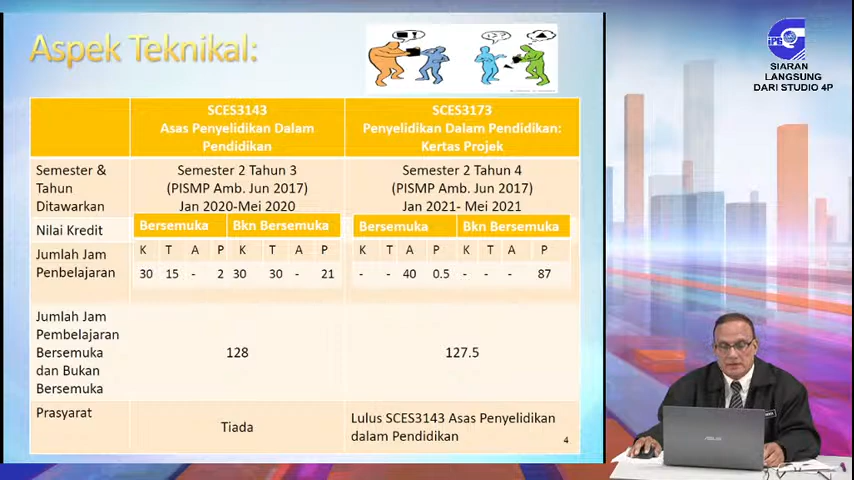 Aspek Teknikal:
SCES3143
Asas Penyelidikan Dalam
Pendidikan
SCES3173
Penyelidikan Dalam Pendidikan:
Kertas Projek
Semester &
Tahun
Ditawarkan
Semester 2 Tahun 3
(PISMP Amb. Jun 2017)
Jan 2020-Mei 2020
Semester 2 Tahun 4
(PISMP Amb. Jun 2017)
Jan 2021- Mei 2021
Nilai Kredit
Bersemuka Bkn Bersemuka
Bersemuka Bkn Bersemuka
Jumlah Jam
Penbelajaran
K T A P K T A P
30 15 - 2 30 30 - 21
K T A P K T A P
- - 40 0.5 - - - 87
Jumlah Jam
Pembelajaran
Bersemuka
dan Bukan
Bersemuka
128
127.5
Prasyarat
Tiada
Lulus SCES3143 Asas Penyelidikan
dalam Pendidikan
4
SIARAN
LANGSUNG
DARI STUDIO 4P
ASUS